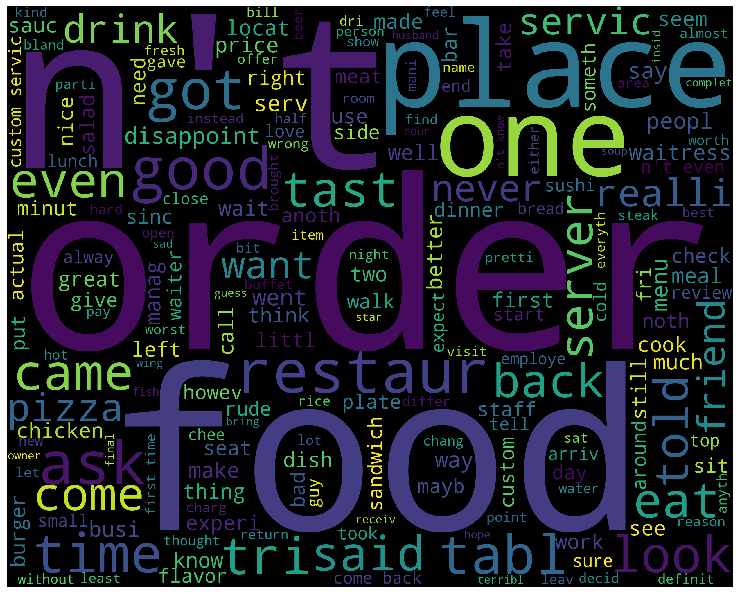 kind
bill
dri
person
feel
beer
show
husband
insid
almost
sauc
drink
locat
made
bar
servic
seem
bland
fresh
gave
price
offer
take
someth
custom servic
need
got
n't
place
mani
name
area
complet
parti
right
meat
room
end
say
nice
salad
serv
instead
half
use
find
hour
n't know
either
soup
worth
lunch
disappoint
love
wrong
side
one
peopl
waitress
n't even
even
good
brought
well
never
sushi
realli
close
tast
minut
hard
sinc
wait
anoth
dinner
bread
steak
best
actual
open
sad
item
order
server
everyth
alway
bit
night
pretti
better
cold
fri
check
great
manag
waiter
want
two
first
meal
give
guess
buffet
walk
menu
review
put
pay
went
star
expect
start
noth
worst
left
call
think
visit
cook
much
hot
wing
littl
employe
came
restaur
back
friend
howev
fish
rice
plate
differ
staff
told
pizza
rude
bring
chee
tell
around
still
top
chicken
seat
lot
chang
sat
custom
arriv
sit
anyth
new
owner
final
first time
ask
make
dish
sandwich
way
day
let
thing
bad
guy
mayb
water
eat
see
burger
come
food
small
charg
experi
receiv
point
work
reason
busi
thought
return
took
sure
time
know
tri
said
tabl
look
hope
without
least
flavor
come back
terribl
leav
decid
definit